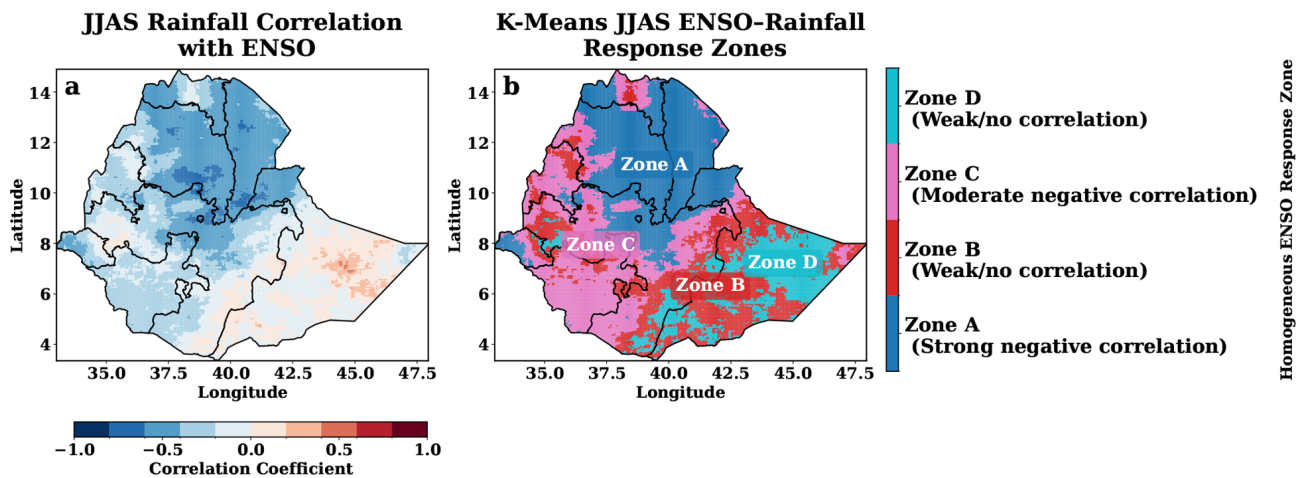 JJAS Rainfall Correlation
with ENSO
a
14
12
10
8
6
4
Latitude
35.0 37.5 40.0 42.5 45.0 47.5
Longitude
−1.0 −0.5 0.0 0.5 1.0
Correlation Coefficient
K-Means JJAS ENSO–Rainfall
Response Zones
b
14
12
10
8
6
4
Latitude
Zone A
Zone C
Zone D
Zone B
35.0 37.5 40.0 42.5 45.0 47.5
Longitude
Zone D
(Weak/no correlation)
Zone C
(Moderate negative correlation)
Zone B
(Weak/no correlation)
Zone A
(Strong negative correlation)
Homogeneous ENSO Response Zone